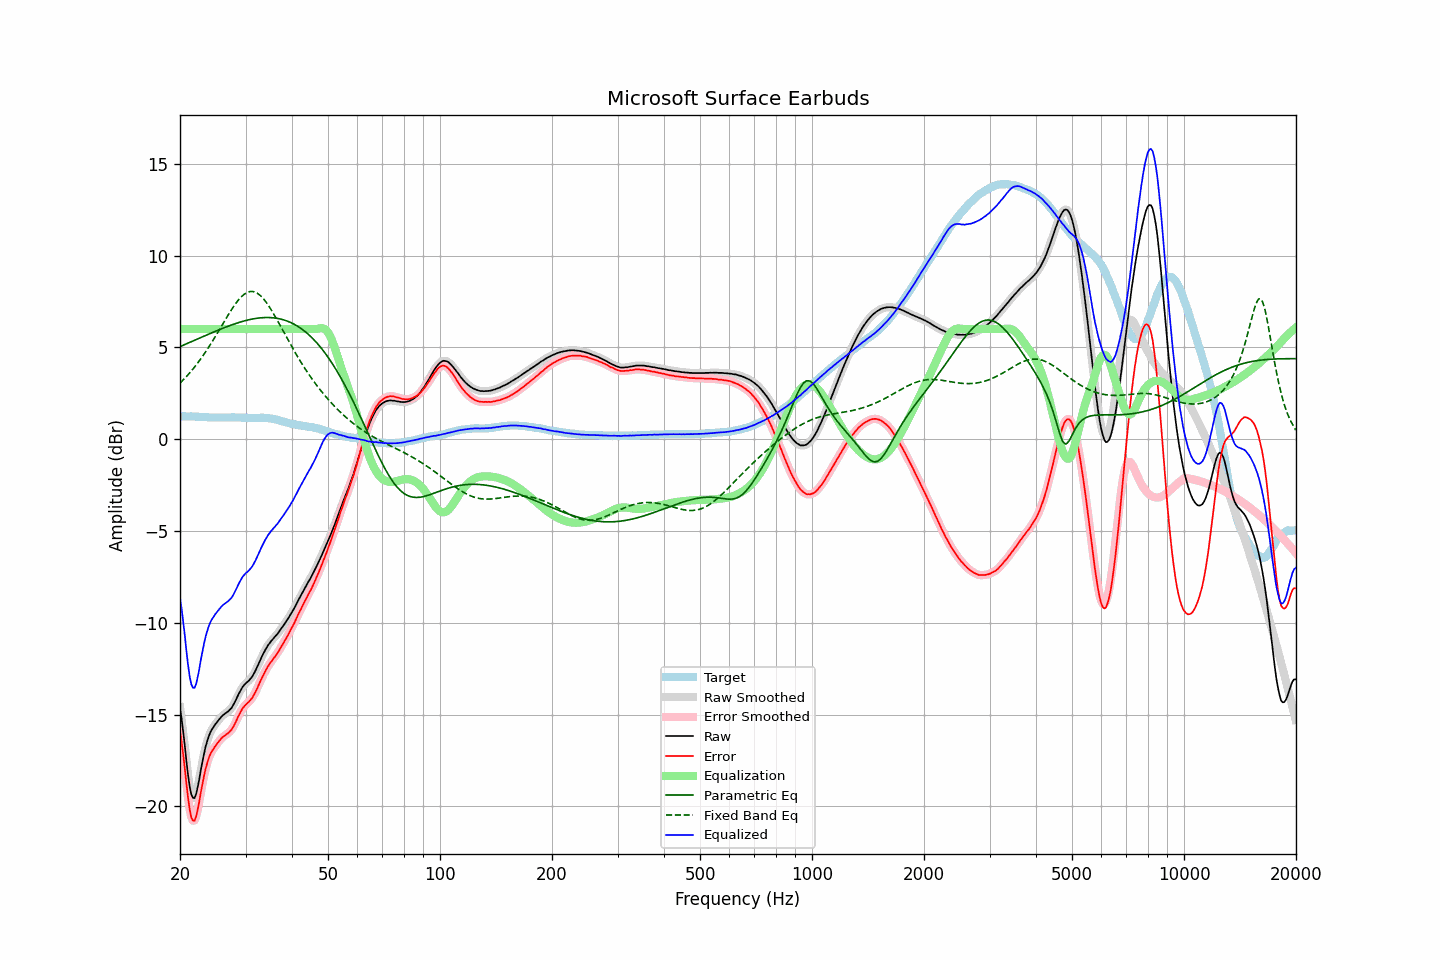 Microsoft Surface Earbuds
Amplitude (dBr)
15
10
5
0
−5
−10
−15
−20
Target
Raw Smoothed
Error Smoothed
Raw
Error
Equalization
Parametric Eq
Fixed Band Eq
Equalized
20 50 100 200 500 1000 2000 5000 10000 20000
Frequency (Hz)